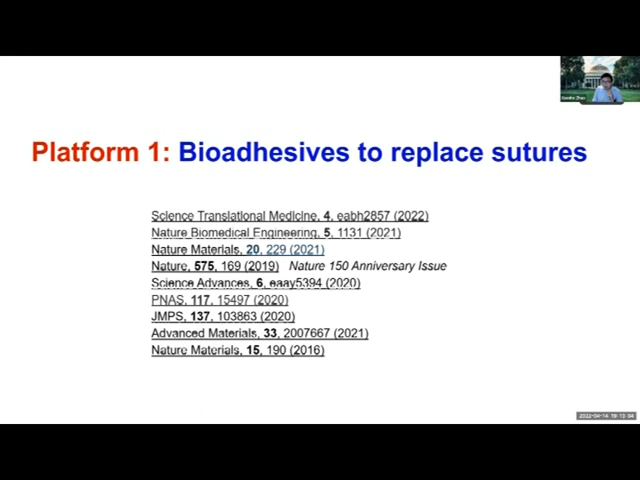 Platform 1: Bioadhesives to replace sutures
Science Translational Medicine, 4, eabh2857 (2022)
Nature Biomedical Engineering, 5, 1131 (2021)
Nature Materials, 20, 229 (2021)
Nature, 575, 169 (2019) Nature 150 Anniversary Issue
Science Advances, 6, eaay5394 (2020)
PNAS, 117, 15497 (2020)
JMPS, 137, 103863 (2020)
Advanced Materials, 33, 2007667 (2021)
Nature Materials, 15, 190 (2016)